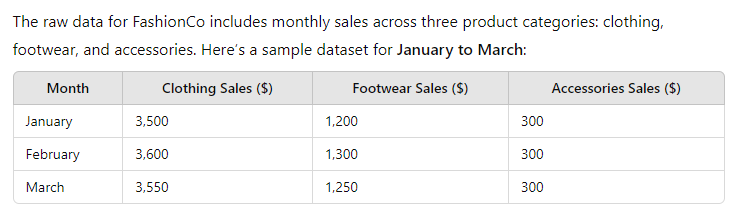 The raw data for FashionCo includes monthly sales across three product categories: clothing,
footwear, and accessories. Here's a sample dataset for January to March:
Month Clothing Sales ($) Footwear Sales ($) Accessories Sales ($)
January 3,500 1,200 300
February 3,600 1,300 300
March 3,550 1,250 300